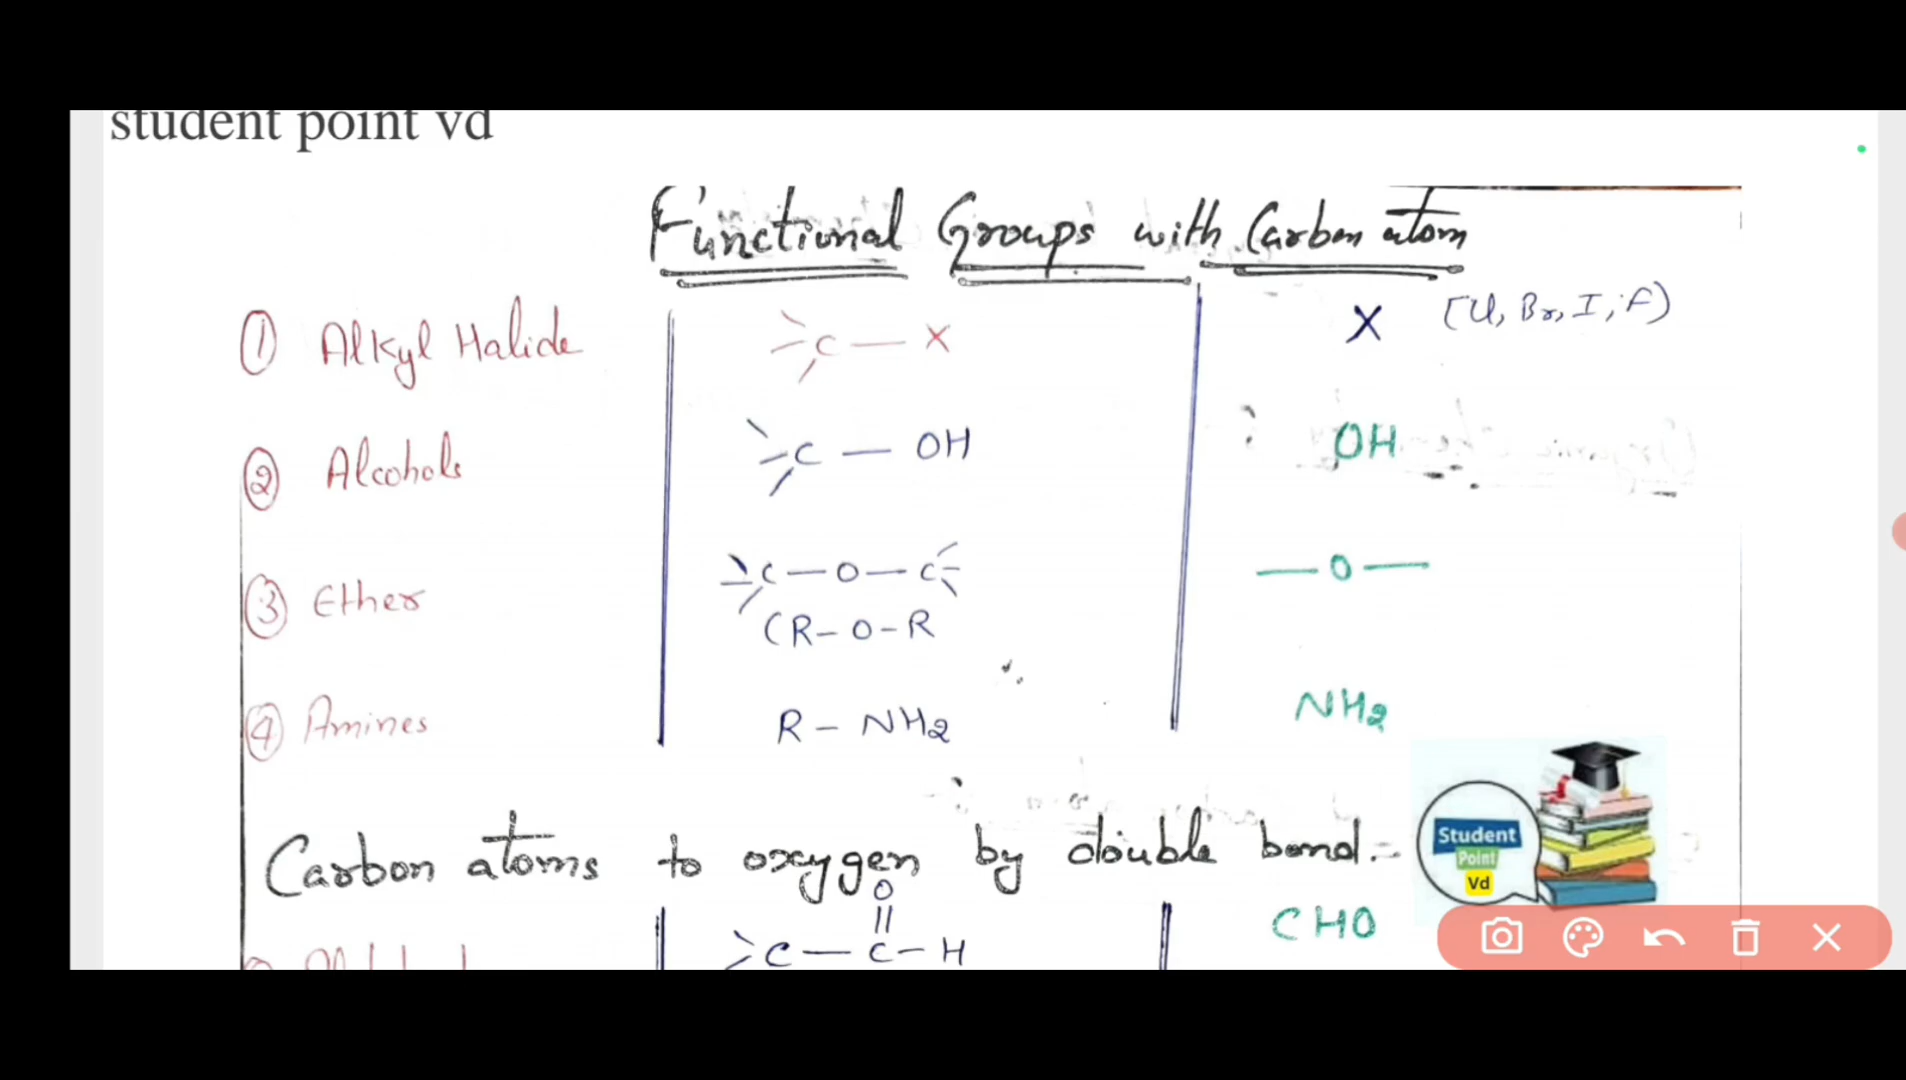 student point vd
Functional Groups with Carbon atom
① Alkyl Halide C — X X [Cl, Br, I, F)
② Alcohols C — OH OH
③ Ether C — O — C — O —
(R - O - R
④ Amines R - NH2 NH2
Carbon atoms to oxygen by double bond.
O
C — C - H CHO
Student
Point
Vd